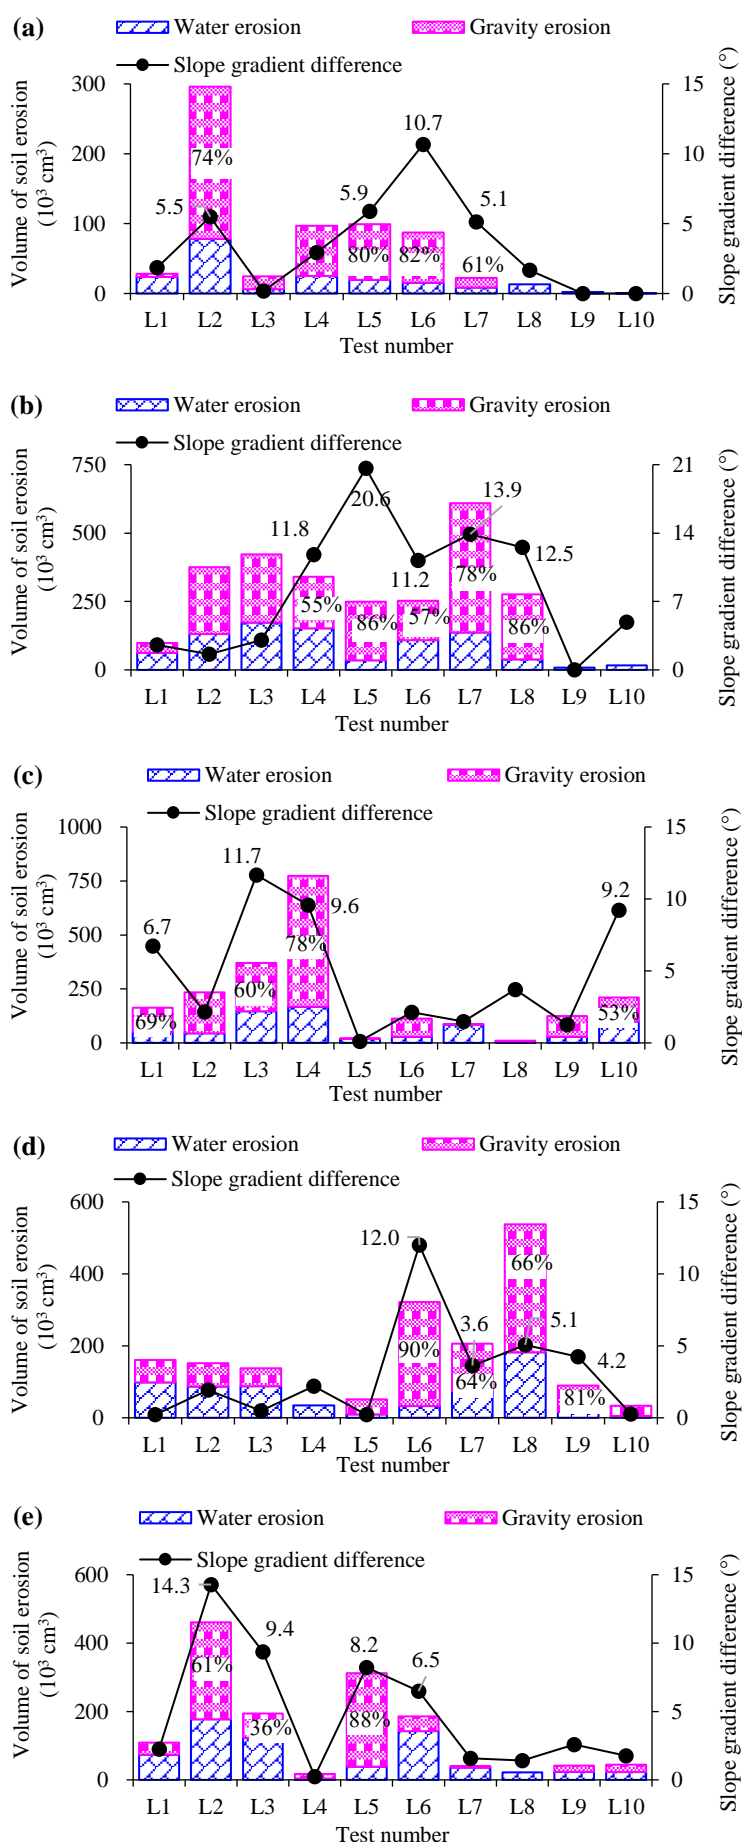 (a)
Water erosion Gravity erosion
Slope gradient difference
Volume of soil erosion
(10³ cm³)
Slope gradient difference (°)
300
200
100
0
15
10
5
0
5.5
74%
5.9
10.7
5.1
80%
82%
61%
L1 L2 L3 L4 L5 L6 L7 L8 L9 L10
Test number
(b)
Water erosion Gravity erosion
Slope gradient difference
Volume of soil erosion
(10³ cm³)
Slope gradient difference (°)
750
500
250
0
21
14
7
0
11.8
20.6
13.9
11.2
12.5
55%
86%
57%
78%
86%
L1 L2 L3 L4 L5 L6 L7 L8 L9 L10
Test number
(c)
Water erosion Gravity erosion
Slope gradient difference
Volume of soil erosion
(10³ cm³)
Slope gradient difference (°)
1000
750
500
250
0
15
10
5
0
6.7
11.7
9.6
9.2
69%
60%
78%
53%
L1 L2 L3 L4 L5 L6 L7 L8 L9 L10
Test number
(d)
Water erosion Gravity erosion
Slope gradient difference
Volume of soil erosion
(10³ cm³)
Slope gradient difference (°)
600
400
200
0
15
10
5
0
12.0
3.6
5.1
4.2
90%
64%
66%
81%
L1 L2 L3 L4 L5 L6 L7 L8 L9 L10
Test number
(e)
Water erosion Gravity erosion
Slope gradient difference
Volume of soil erosion
(10³ cm³)
Slope gradient difference (°)
600
400
200
0
15
10
5
0
14.3
9.4
8.2
6.5
61%
36%
88%
L1 L2 L3 L4 L5 L6 L7 L8 L9 L10
Test number